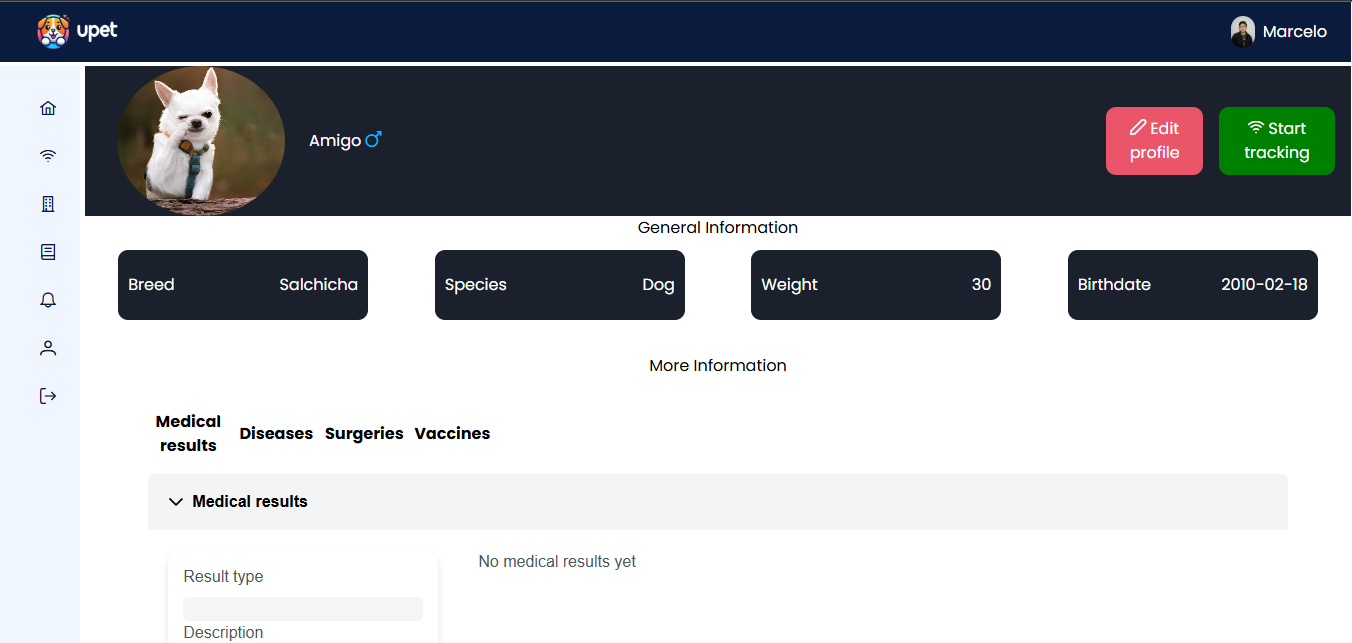 upet
Marcelo
Amigo
Edit
profile
Start
tracking
General Information
Breed Salchicha
Species Dog
Weight 30
Birthdate 2010-02-18
More Information
Medical
results
Diseases
Surgeries
Vaccines
Medical results
No medical results yet
Result type
Description